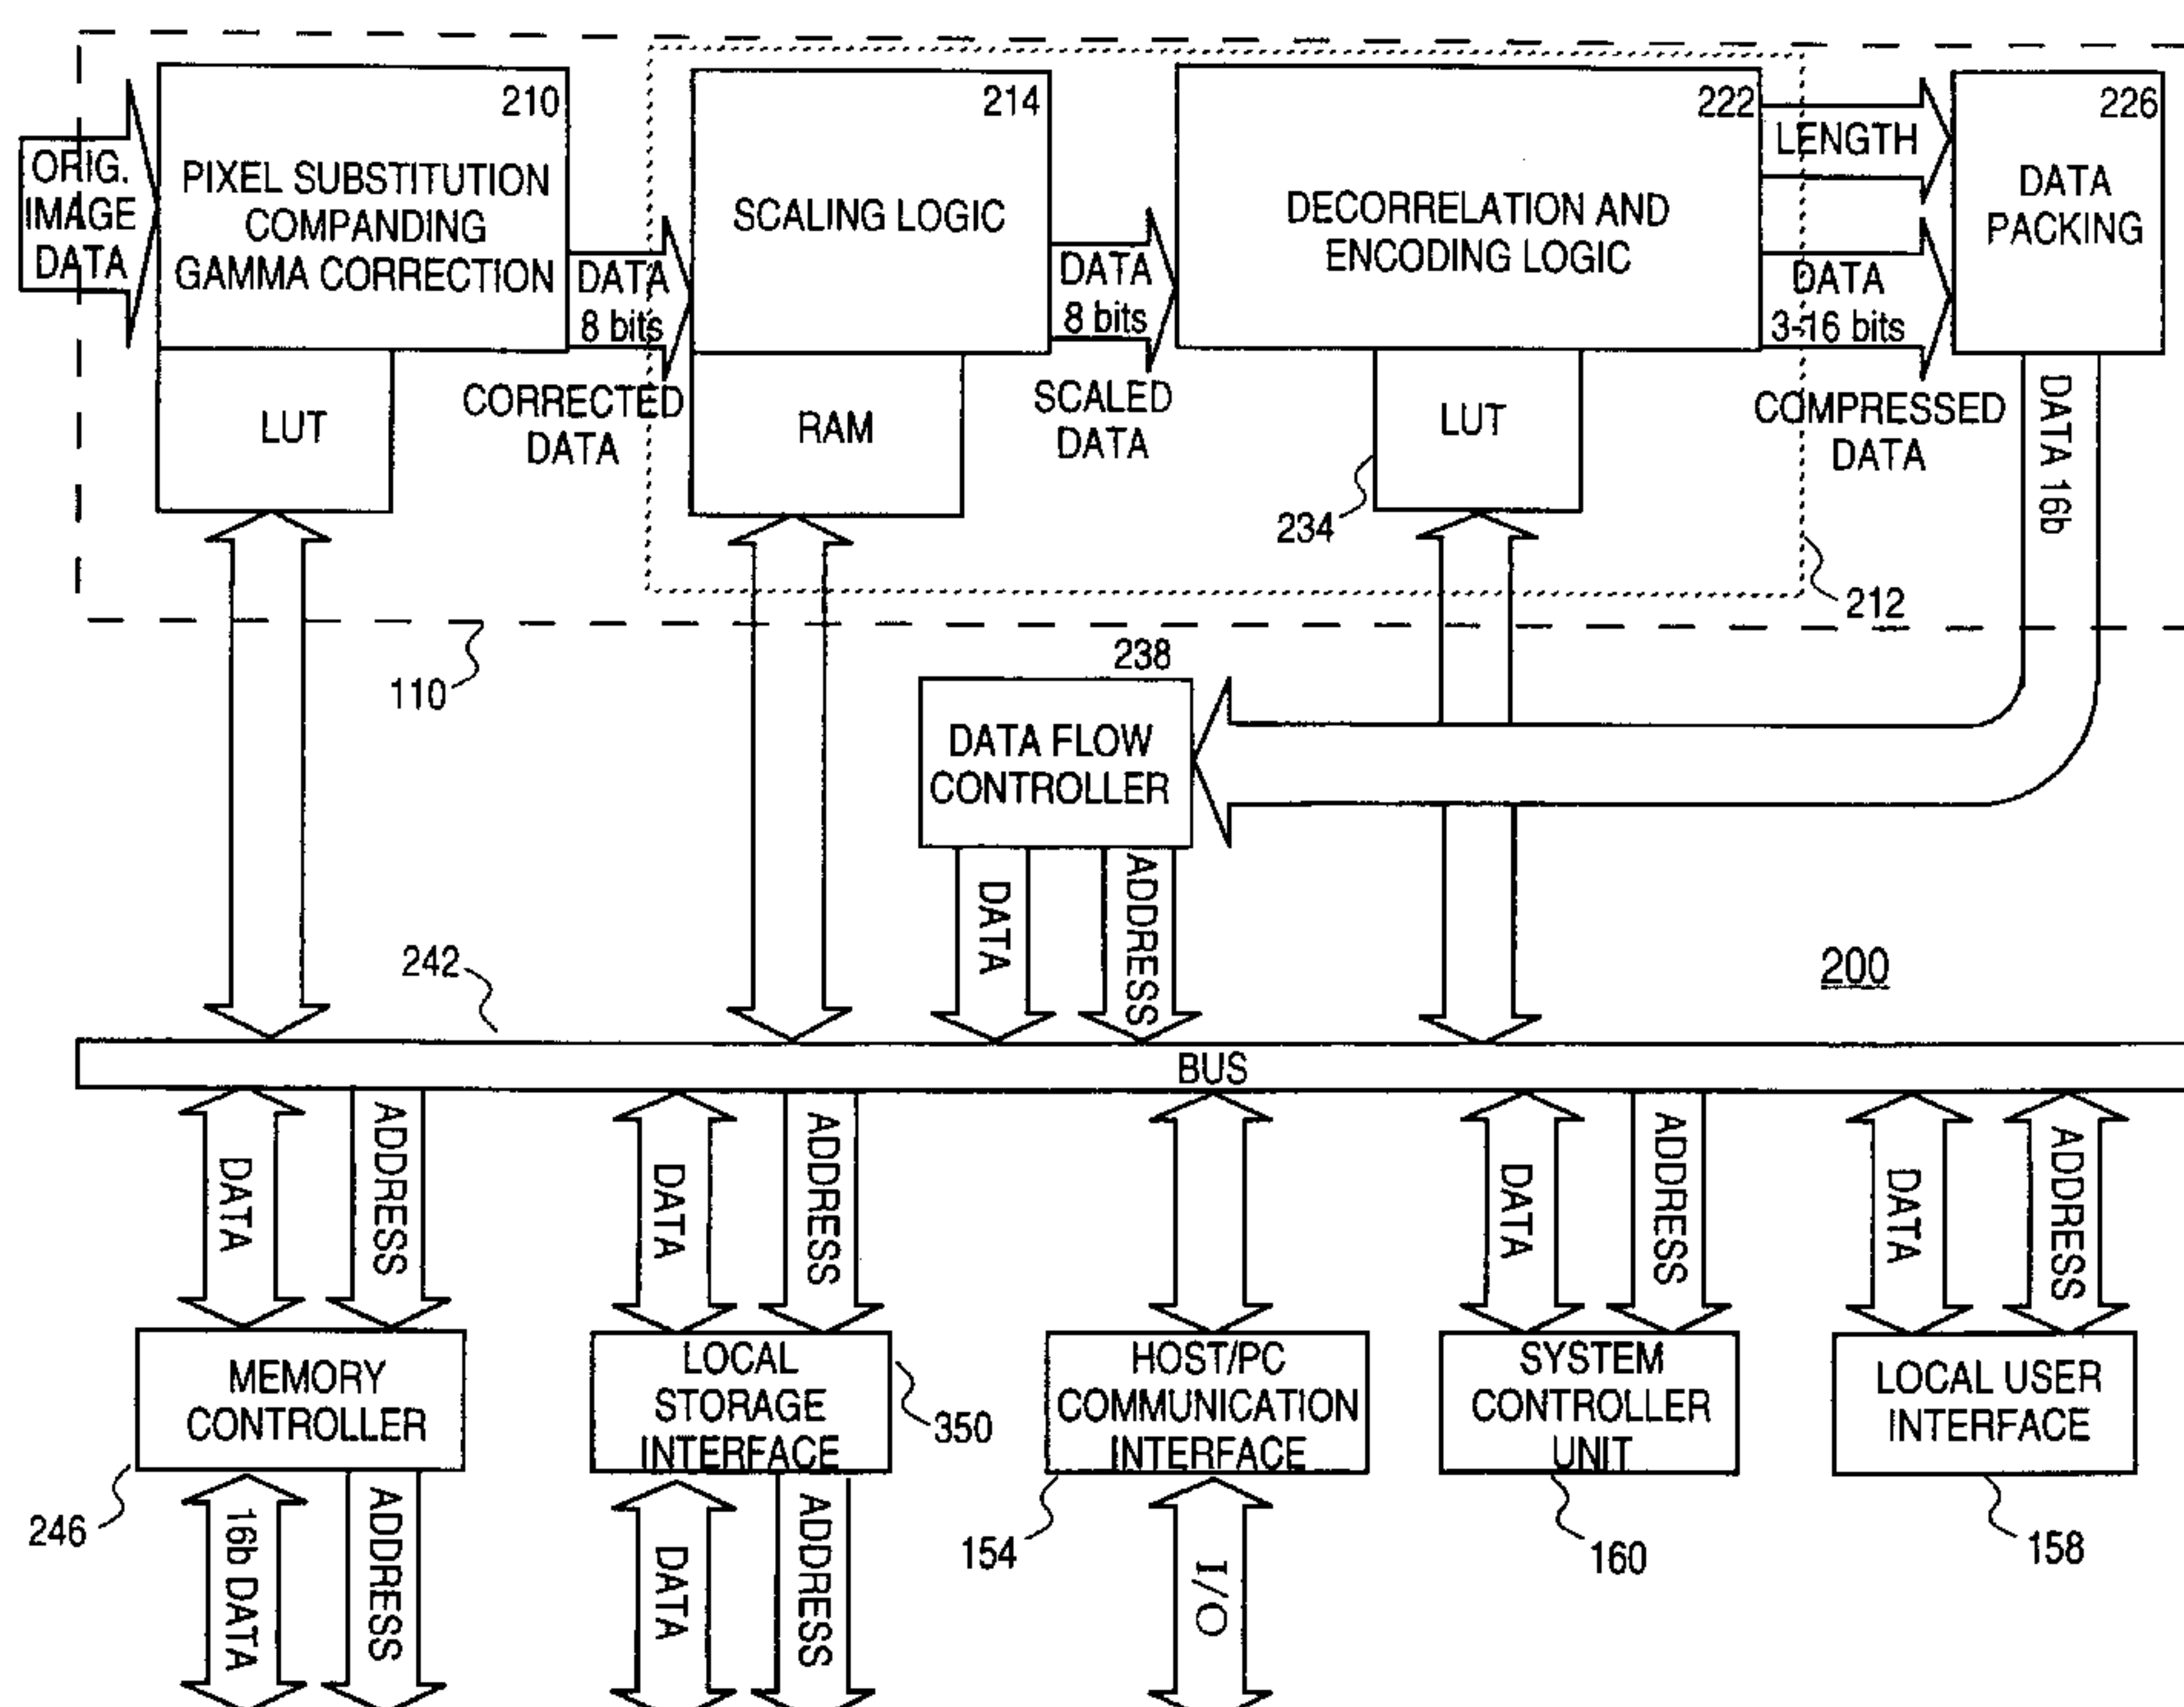 210
ORIG.
IMAGE
DATA
PIXEL SUBSTITUTION
COMPANDING
GAMMA CORRECTION
LUT
DATA
8 bits
CORRECTED
DATA
214
SCALING LOGIC
RAM
DATA
8 bits
SCALED
DATA
222
DECORRELATION AND
ENCODING LOGIC
LUT
234
LENGTH
DATA
3-16 bits
COMPRESSED
DATA
226
DATA
PACKING
DATA 16b
212
110
238
DATA FLOW
CONTROLLER
DATA
ADDRESS
200
242
BUS
DATA
ADDRESS
DATA
ADDRESS
DATA
ADDRESS
DATA
ADDRESS
MEMORY
CONTROLLER
246
LOCAL
STORAGE
INTERFACE
350
HOST/PC
COMMUNICATION
INTERFACE
154
SYSTEM
CONTROLLER
UNIT
160
LOCAL USER
INTERFACE
158
16b DATA
ADDRESS
DATA
ADDRESS
I/O